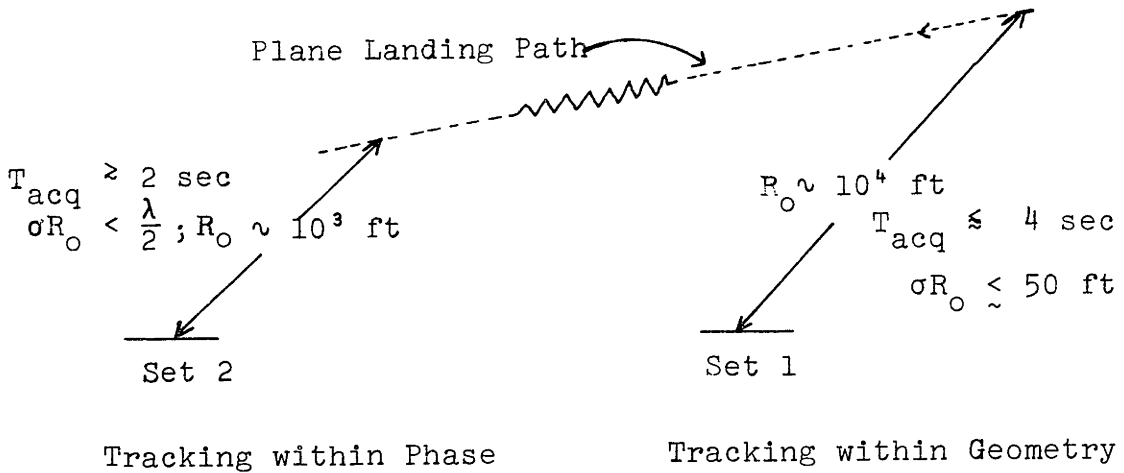 Plane Landing Path
T_acq ≷ 2 sec
σR_o < λ/2 ; R_o ~ 10³ ft
R_o ~ 10⁴ ft
T_acq ≲ 4 sec
σR_o ≲ 50 ft
Set 2
Set 1
Tracking within Phase
Tracking within Geometry